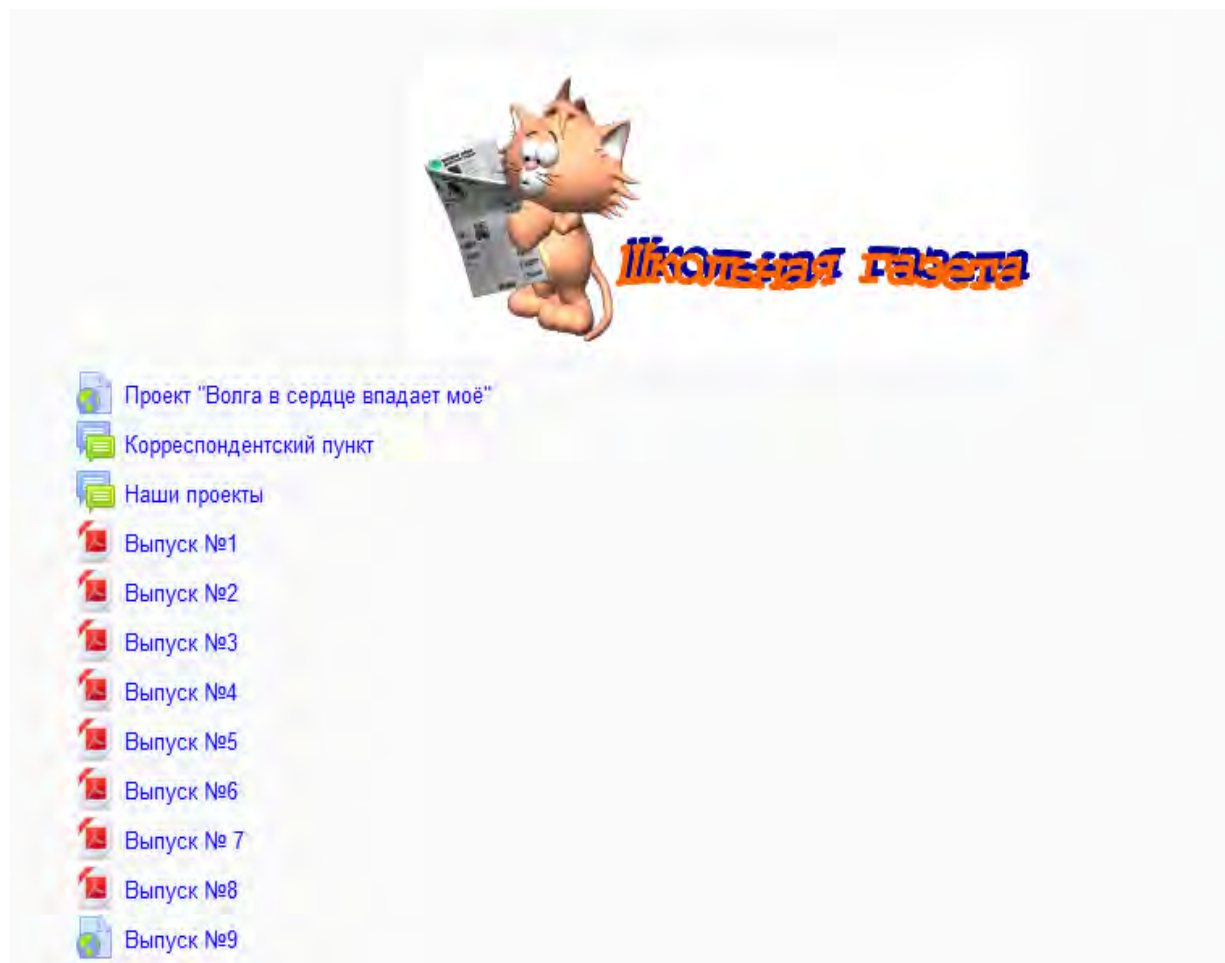 Школьная газета
Проект "Волга в сердце впадает моё"
Корреспондентский пункт
Наши проекты
Выпуск №1
Выпуск №2
Выпуск №3
Выпуск №4
Выпуск №5
Выпуск №6
Выпуск № 7
Выпуск №8
Выпуск №9